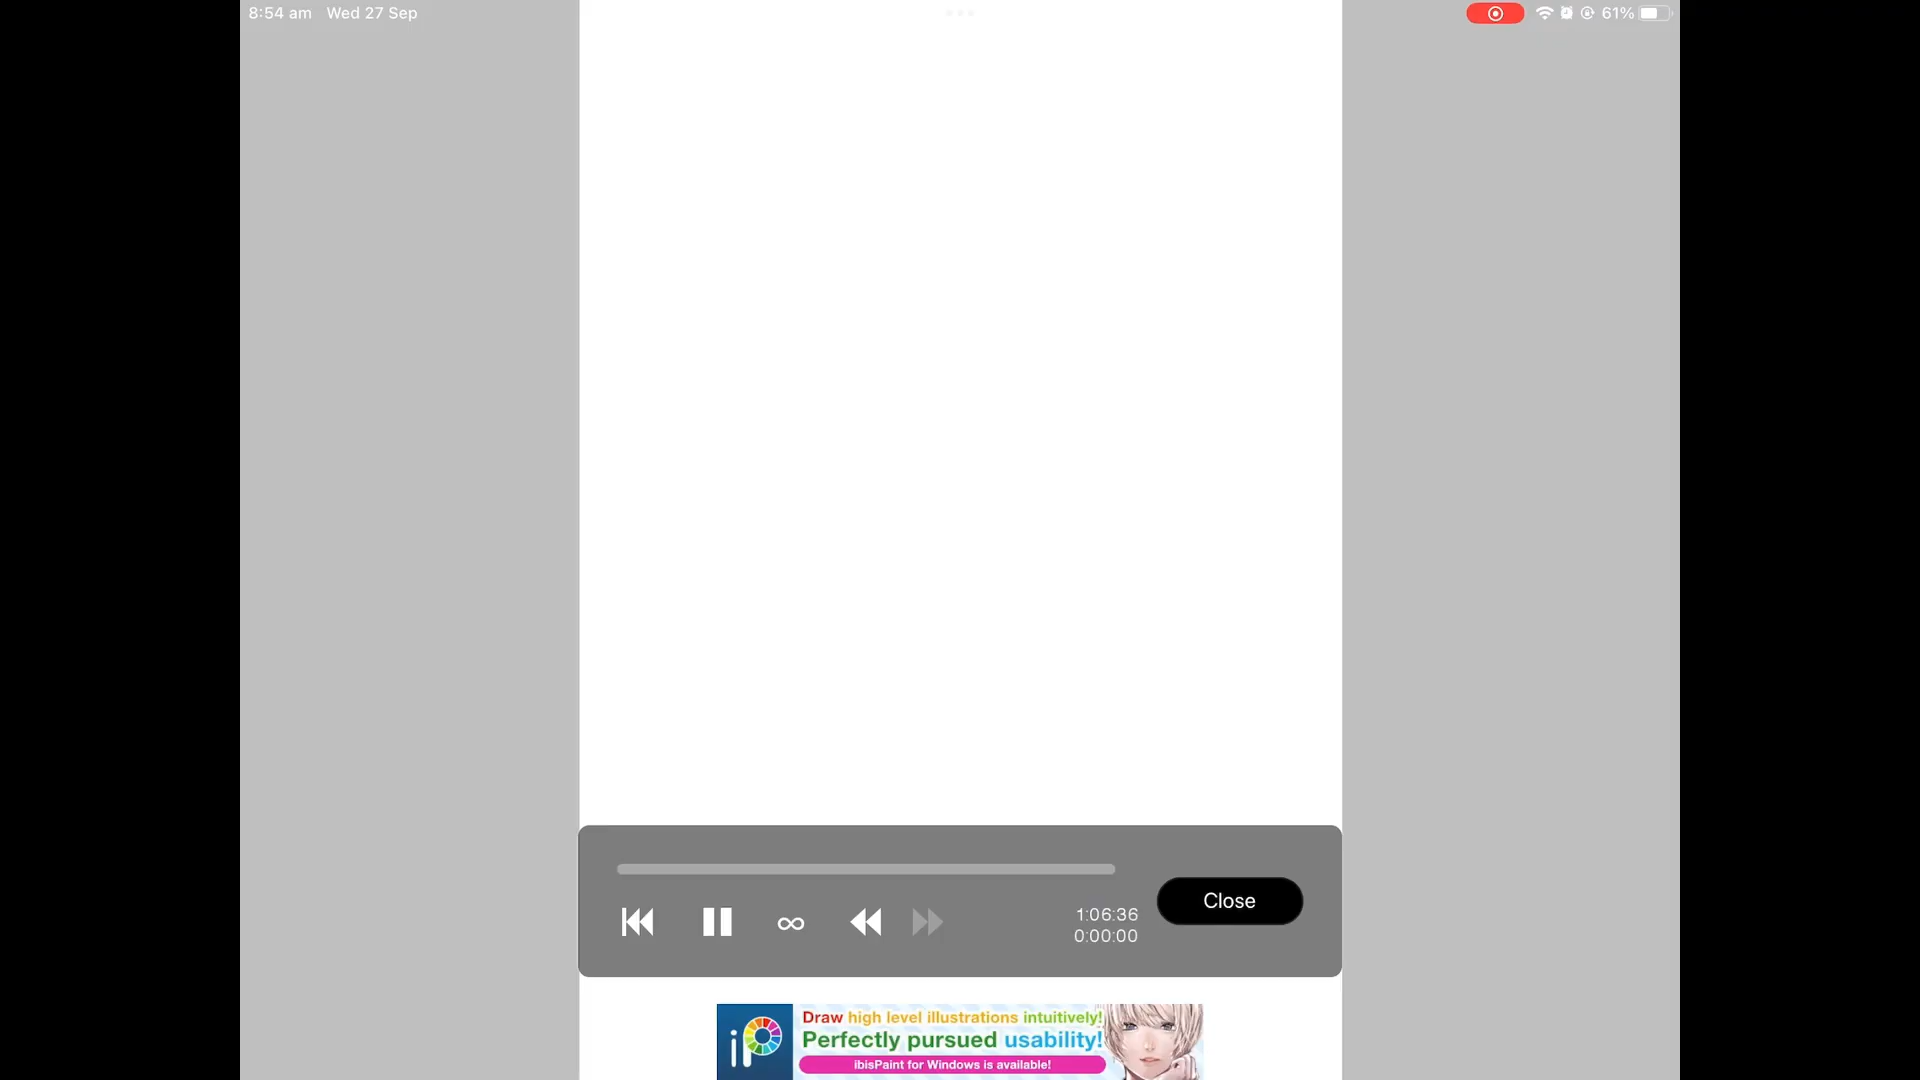 8:54 am Wed 27 Sep
61%
Close
1:06:36
0:00:00
iP
Draw high level illustrations intuitively!
Perfectly pursued usability!
ibisPaint for Windows is available!